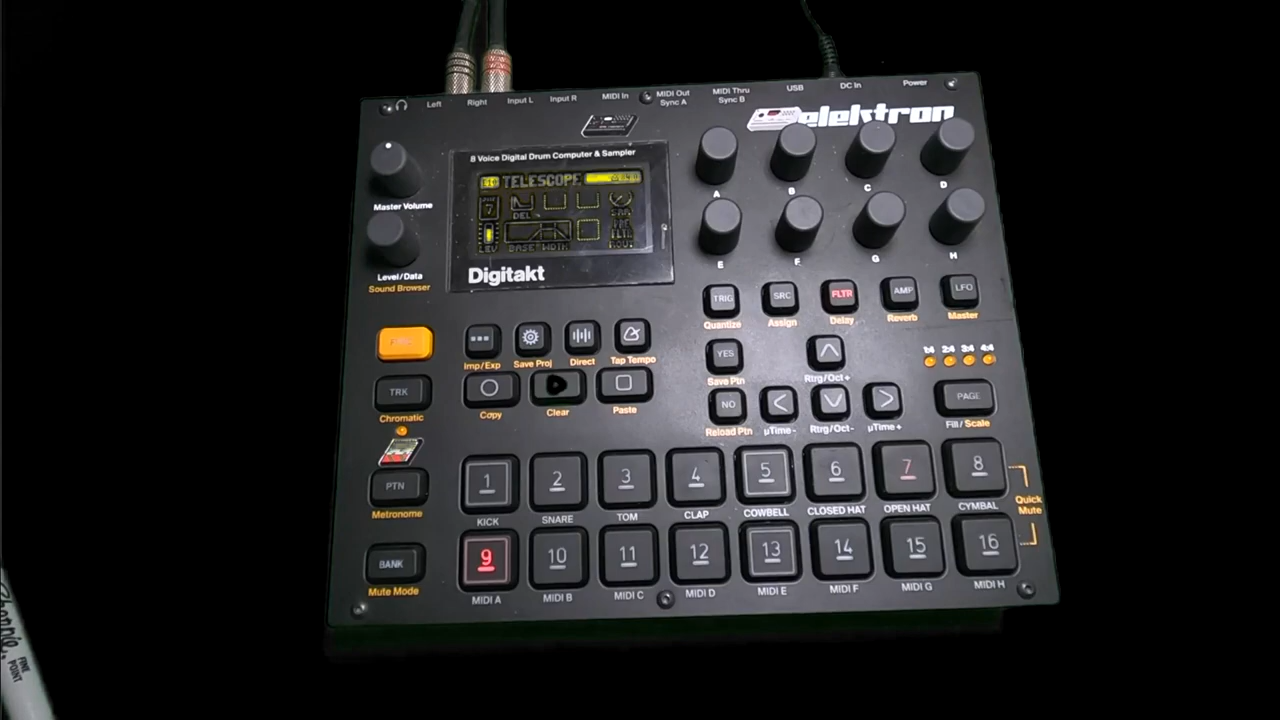 Left Right Input L Input R MIDI In MIDI Out Sync A MIDI Thru Sync B USB DC In Power
elektron
8 Voice Digital Drum Computer & Sampler
TELESCOPE
DEL
LEV BASE WDTH
Digitakt
Master Volume
Level/Data
Sound Browser
A B C D
E F G H
TRIG SRC FLTR AMP LFO
Quantize Assign Delay Reverb Master
Imp/Exp Save Proj Direct Tap Tempo
YES
Save Ptn Rtrg/Oct+
1:4 2:4 3:4 4:4
TRK
Chromatic
Copy Clear Paste
NO PAGE
Reload Ptn µTime- Rtrg/Oct- µTime+ Fill/Scale
PTN
Metronome
1 2 3 4 5 6 7 8
KICK SNARE TOM CLAP COWBELL CLOSED HAT OPEN HAT CYMBAL
Quick
Mute
BANK
Mute Mode
9 10 11 12 13 14 15 16
MIDI A MIDI B MIDI C MIDI D MIDI E MIDI F MIDI G MIDI H
FINE
POINT